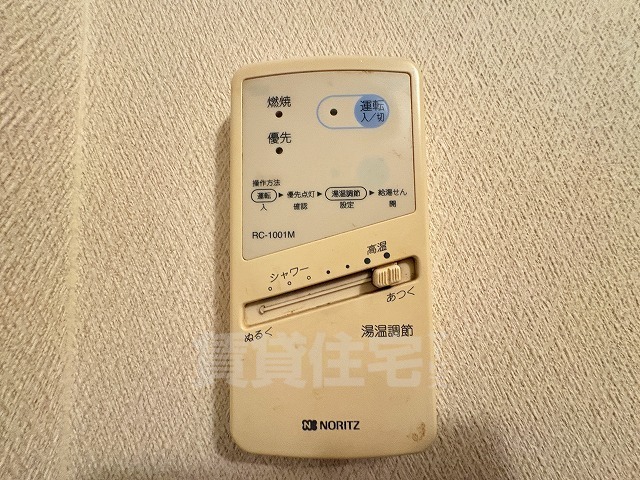 燃焼
運転
入/切
優先
操作方法
運転 ▶ 優先点灯 ▶ 湯温調節 ▶ 給湯せん
入 確認 設定 開
RC-1001M
高温
シャワー
あつく
ぬるく
湯温調節
賃貸住宅
NORITZ